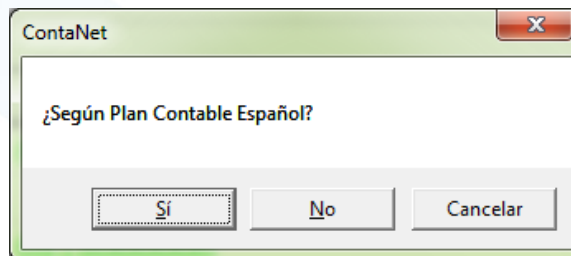 ContaNet
¿Según Plan Contable Español?
Sí
No
Cancelar